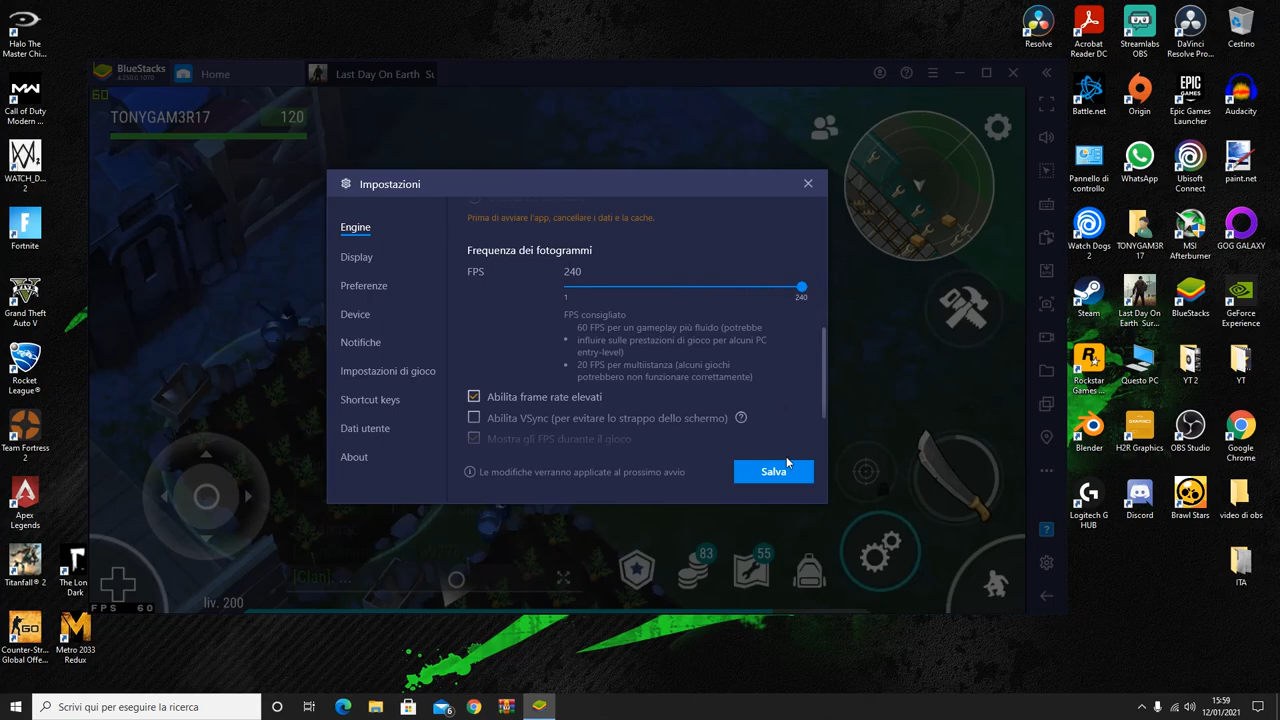 Halo The
Master Chi...
Call of Duty
Modern ...
WATCH_D...
2
Fortnite
Grand Theft
Auto V
Rocket
League®
Team Fortress
2
Apex
Legends
Titanfall® 2
The Lon...
Dark
Counter-Str...
Global Offe...
Metro 2033
Redux
BlueStacks
4.250.0.1070
Home
Last Day On Earth Su
60
TONYGAM3R17
120
Impostazioni
Engine
Display
Preferenze
Device
Notifiche
Impostazioni di gioco
Shortcut keys
Dati utente
About
Prima di avviare l'app, cancellare i dati e la cache.
Frequenza dei fotogrammi
FPS
240
1
240
FPS consigliato
60 FPS per un gameplay più fluido (potrebbe
• influire sulle prestazioni di gioco per alcuni PC
entry-level)
• 20 FPS per multiistanza (alcuni giochi
potrebbero non funzionare correttamente)
Abilita frame rate elevati
Abilita VSync (per evitare lo strappo dello schermo)
?
Mostra gli FPS durante il gioco
Le modifiche verranno applicate al prossimo avvio
Salva
[Clan] ...
83
55
liv. 200
FPS 60
Resolve
Acrobat
Reader DC
Streamlabs
OBS
DaVinci
Resolve Pro...
Cestino
Battle.net
Origin
Epic Games
Launcher
Audacity
Pannello di
controllo
WhatsApp
Ubisoft
Connect
paint.net
Watch Dogs
2
TONYGAM3R
17
MSI
Afterburner
GOG GALAXY
Steam
Last Day On
Earth Sur...
BlueStacks
GeForce
Experience
Rockstar
Games ...
Questo PC
YT 2
YT
Blender
H2R Graphics
OBS Studio
Google
Chrome
Logitech G
HUB
Discord
Brawl Stars
video di obs
ITA
Scrivi qui per eseguire la ricerca
6
15:59
12/01/2021